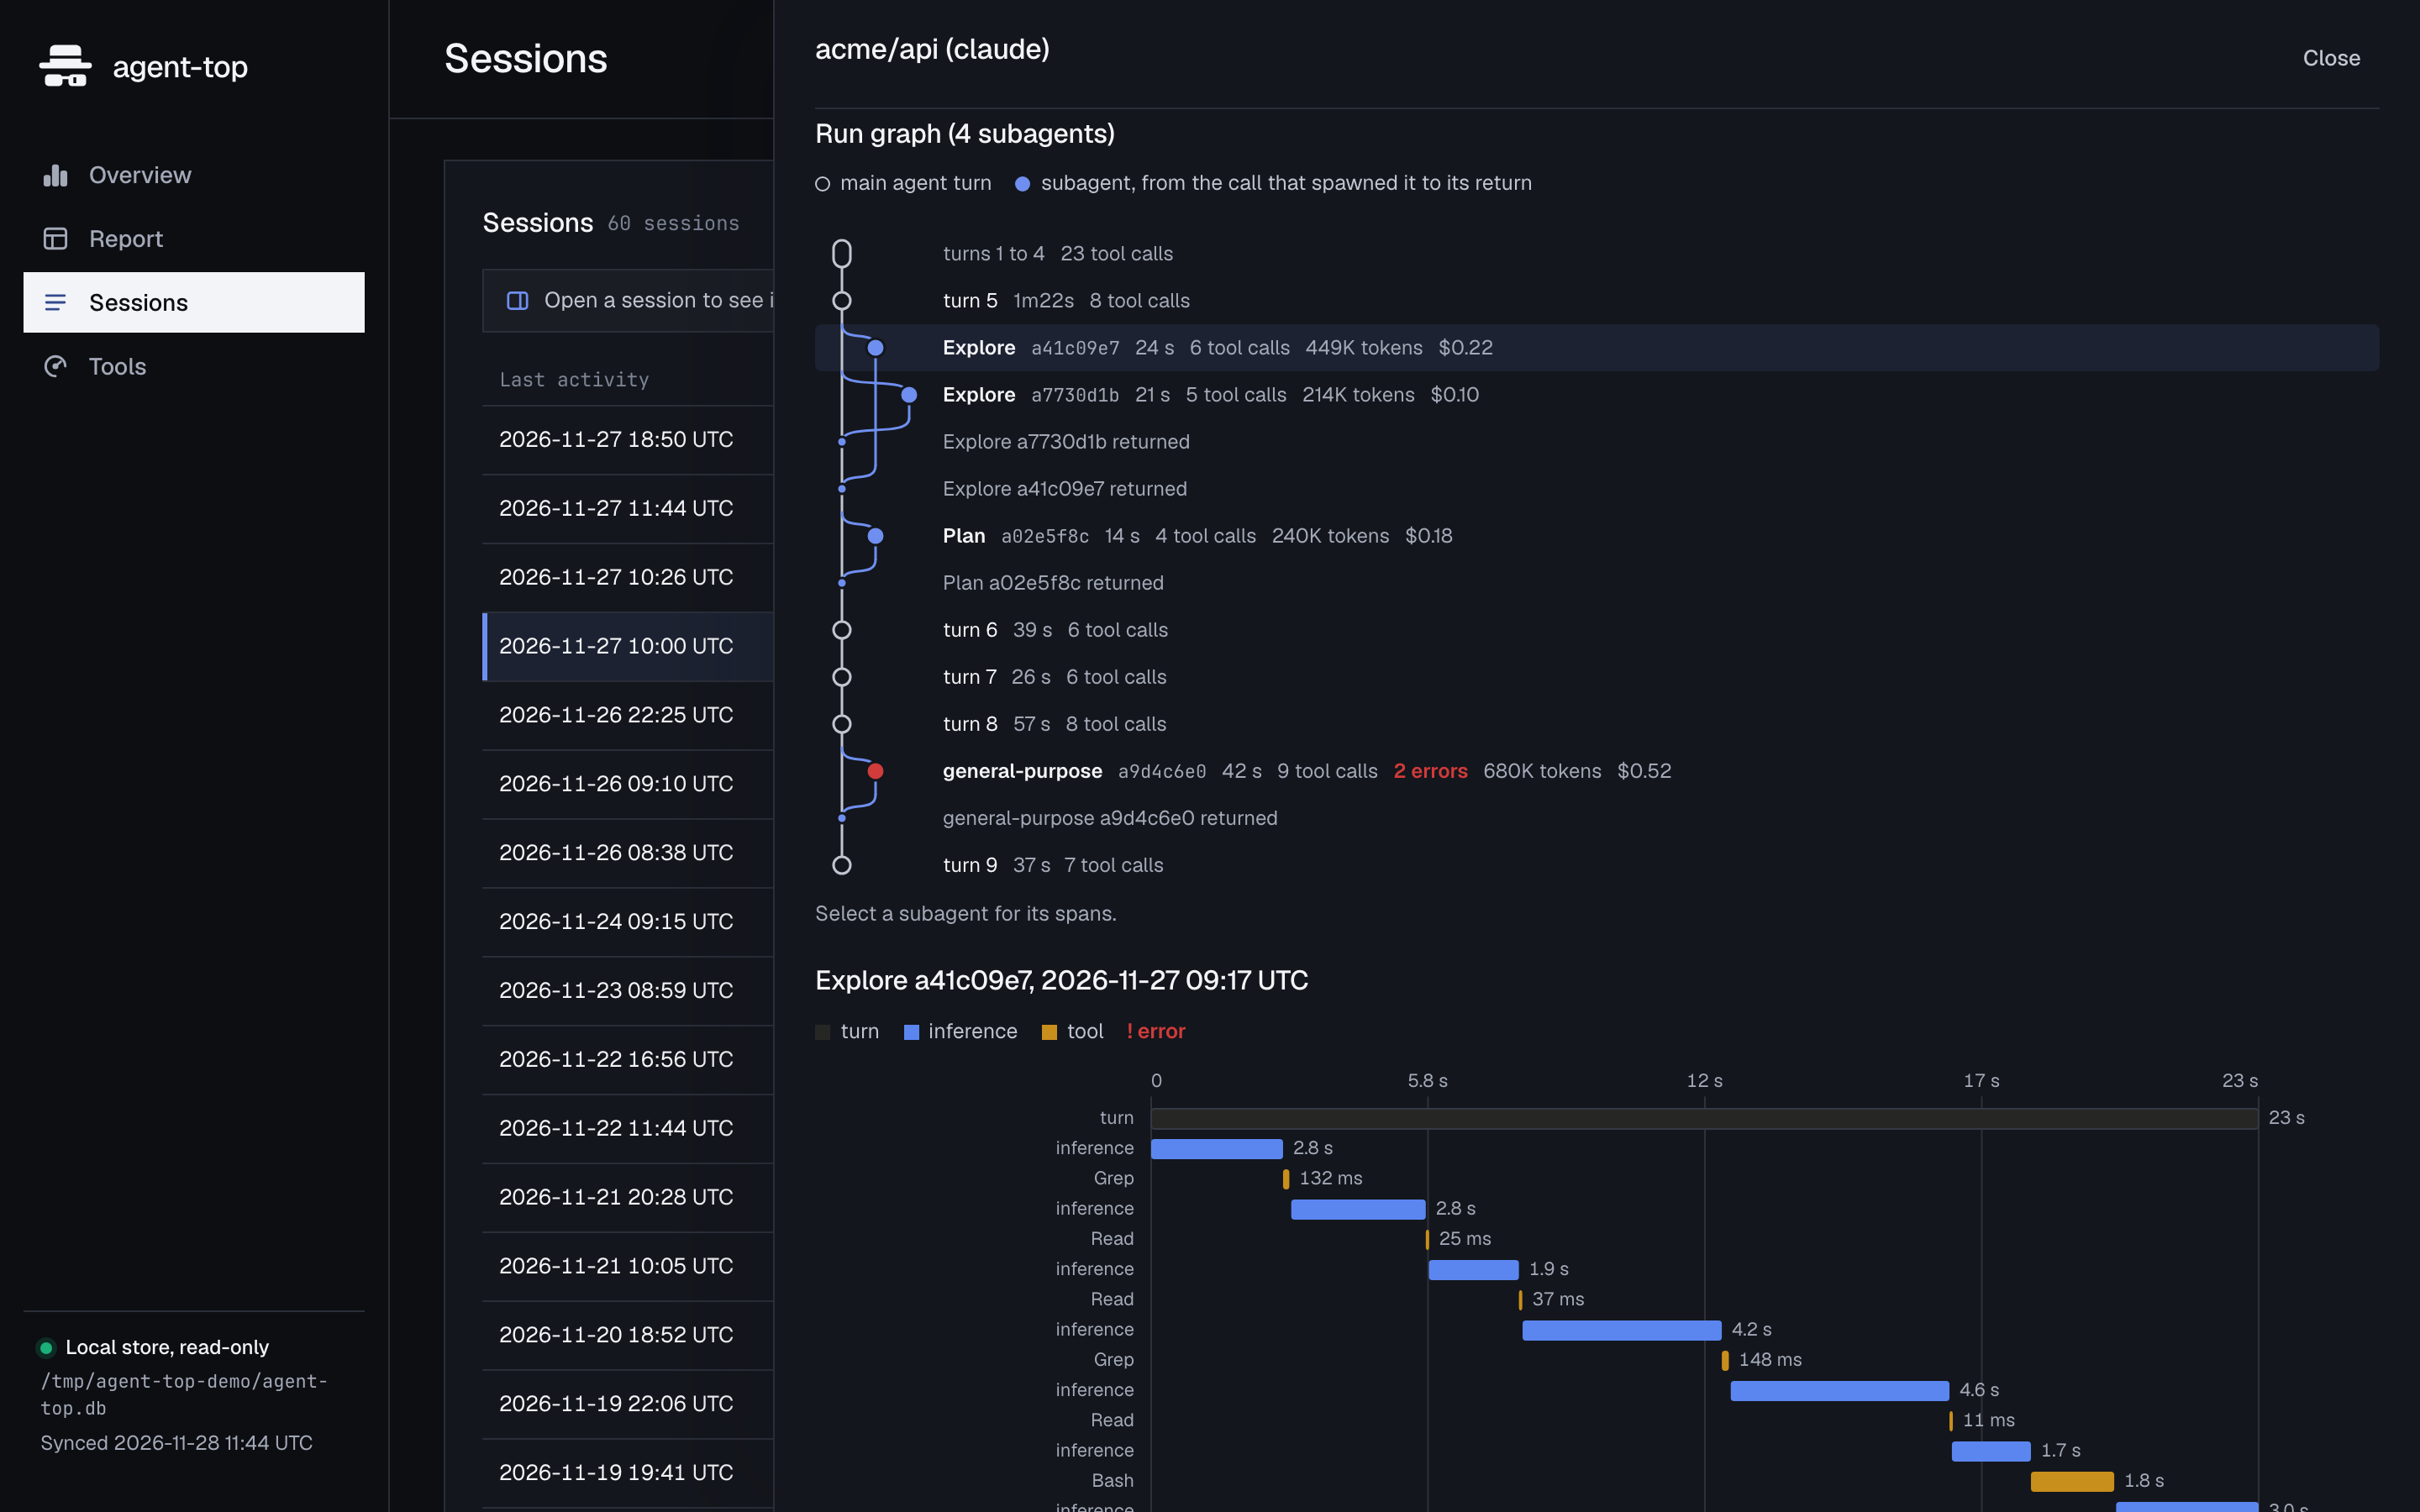 agent-top
Overview
Report
Sessions
Tools
Local store, read-only
/tmp/agent-top-demo/agent-
top.db
Synced 2026-11-28 11:44 UTC
Sessions
Sessions 60 sessions
Open a session to see i
Last activity
2026-11-27 18:50 UTC
2026-11-27 11:44 UTC
2026-11-27 10:26 UTC
2026-11-27 10:00 UTC
2026-11-26 22:25 UTC
2026-11-26 09:10 UTC
2026-11-26 08:38 UTC
2026-11-24 09:15 UTC
2026-11-23 08:59 UTC
2026-11-22 16:56 UTC
2026-11-22 11:44 UTC
2026-11-21 20:28 UTC
2026-11-21 10:05 UTC
2026-11-20 18:52 UTC
2026-11-19 22:06 UTC
2026-11-19 19:41 UTC
acme/api (claude)
Close
Run graph (4 subagents)
main agent turn subagent, from the call that spawned it to its return
turns 1 to 4 23 tool calls
turn 5 1m22s 8 tool calls
Explore a41c09e7 24 s 6 tool calls 449K tokens $0.22
Explore a7730d1b 21 s 5 tool calls 214K tokens $0.10
Explore a7730d1b returned
Explore a41c09e7 returned
Plan a02e5f8c 14 s 4 tool calls 240K tokens $0.18
Plan a02e5f8c returned
turn 6 39 s 6 tool calls
turn 7 26 s 6 tool calls
turn 8 57 s 8 tool calls
general-purpose a9d4c6e0 42 s 9 tool calls 2 errors 680K tokens $0.52
general-purpose a9d4c6e0 returned
turn 9 37 s 7 tool calls
Select a subagent for its spans.
Explore a41c09e7, 2026-11-27 09:17 UTC
turn inference tool ! error
0 5.8 s 12 s 17 s 23 s
turn 23 s
inference 2.8 s
Grep 132 ms
inference 2.8 s
Read 25 ms
inference 1.9 s
Read 37 ms
inference 4.2 s
Grep 148 ms
inference 4.6 s
Read 11 ms
inference 1.7 s
Bash 1.8 s
inference 3.0 s